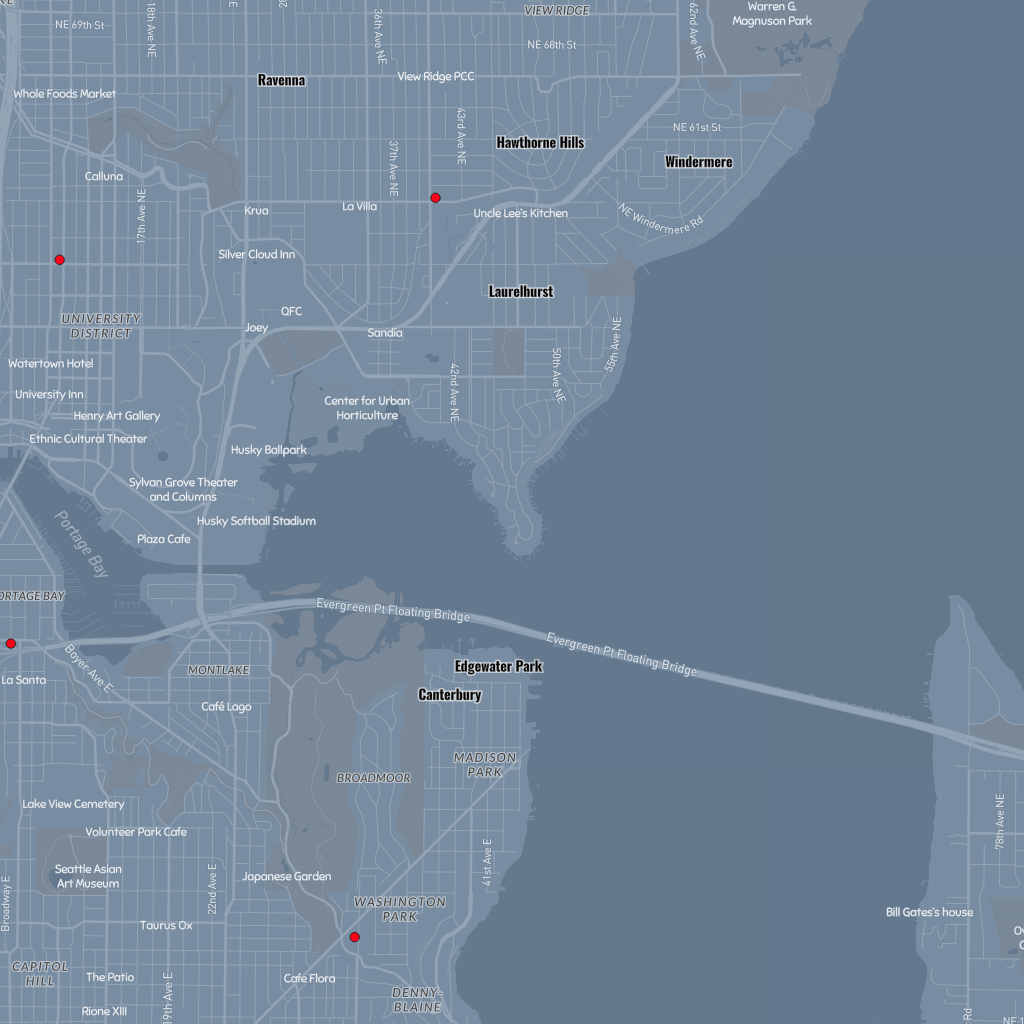 VIEW RIDGE
Warren G.
Magnuson Park
NE 69th St
18th Ave NE
36th Ave NE
62nd Ave NE
NE 68th St
Ravenna
View Ridge PCC
Whole Foods Market
43rd Ave NE
NE 61st St
Hawthorne Hills
37th Ave NE
Windermere
Calluna
17th Ave NE
Krua
La Villa
Uncle Lee's Kitchen
NE Windermere Rd
Silver Cloud Inn
Laurelhurst
QFC
UNIVERSITY
DISTRICT
Joey
Sandía
55th Ave NE
Watertown Hotel
50th Ave NE
42nd Ave NE
University Inn
Center for Urban
Horticulture
Henry Art Gallery
Ethnic Cultural Theater
Husky Ballpark
Sylvan Grove Theater
and Columns
Husky Softball Stadium
Portage Bay
Plaza Cafe
ORTAGE BAY
Evergreen Pt Floating Bridge
Evergreen Pt Floating Bridge
Boyer Ave E
La Santa
MONTLAKE
Edgewater Park
Canterbury
Café Lago
MADISON
PARK
BROADMOOR
Lake View Cemetery
Volunteer Park Cafe
78th Ave NE
Seattle Asian
Art Museum
Japanese Garden
41st Ave E
22nd Ave E
Broadway E
WASHINGTON
PARK
Bill Gates's house
Taurus Ox
CAPITOL
HILL
The Patio
Cafe Flora
19th Ave E
DENNY-
BLAINE
Rione XIII
Rd
NE 1